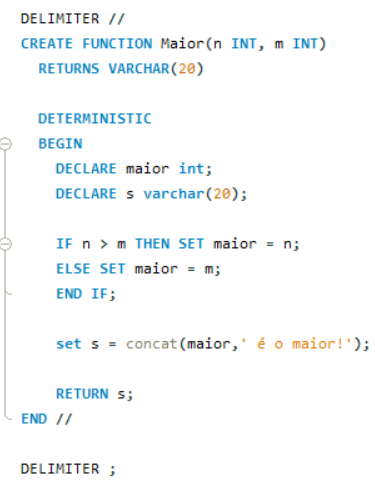 DELIMITER //
CREATE FUNCTION Maior(n INT, m INT)
RETURNS VARCHAR(20)
DETERMINISTIC
BEGIN
DECLARE maior int;
DECLARE s varchar(20);
IF n > m THEN SET maior = n;
ELSE SET maior = m;
END IF;
set s = concat(maior,' é o maior!');
RETURN s;
END //
DELIMITER ;